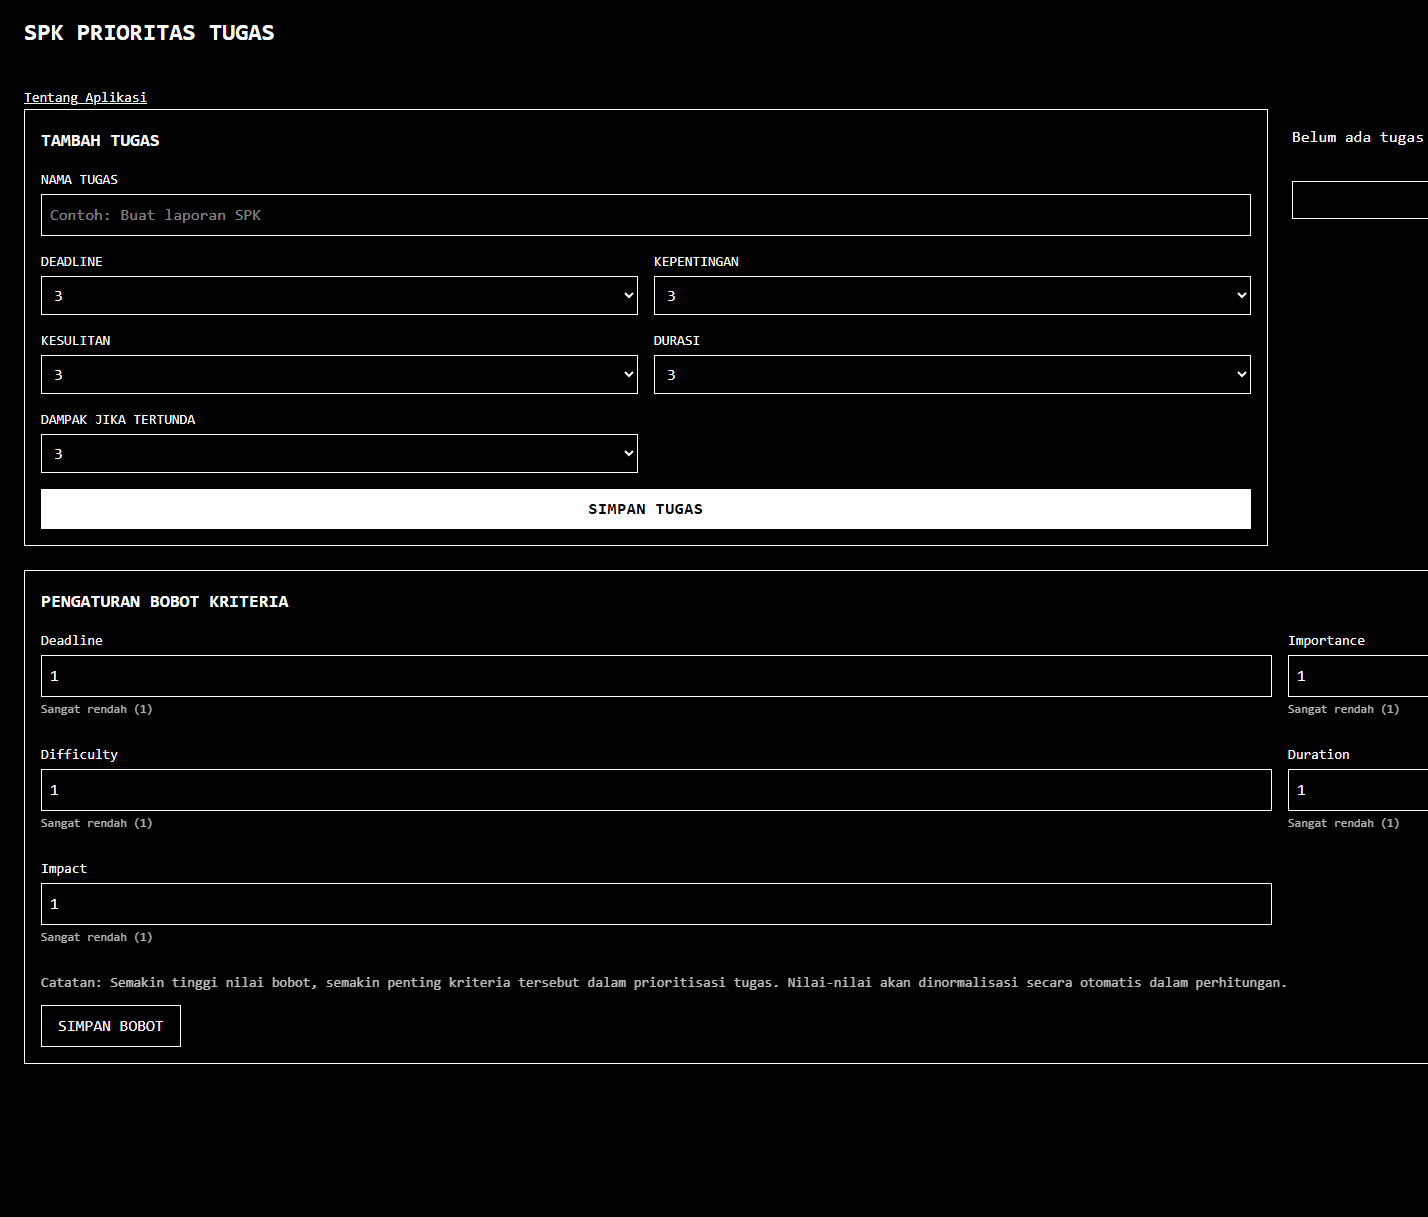 SPK PRIORITAS TUGAS
Tentang Aplikasi
TAMBAH TUGAS
NAMA TUGAS
Contoh: Buat laporan SPK
DEADLINE
3
KEPENTINGAN
3
KESULITAN
3
DURASI
3
DAMPAK JIKA TERTUNDA
3
SIMPAN TUGAS
Belum ada tugas
PENGATURAN BOBOT KRITERIA
Deadline
1
Sangat rendah (1)
Importance
1
Sangat rendah (1)
Difficulty
1
Sangat rendah (1)
Duration
1
Sangat rendah (1)
Impact
1
Sangat rendah (1)
Catatan: Semakin tinggi nilai bobot, semakin penting kriteria tersebut dalam prioritisasi tugas. Nilai-nilai akan dinormalisasi secara otomatis dalam perhitungan.
SIMPAN BOBOT